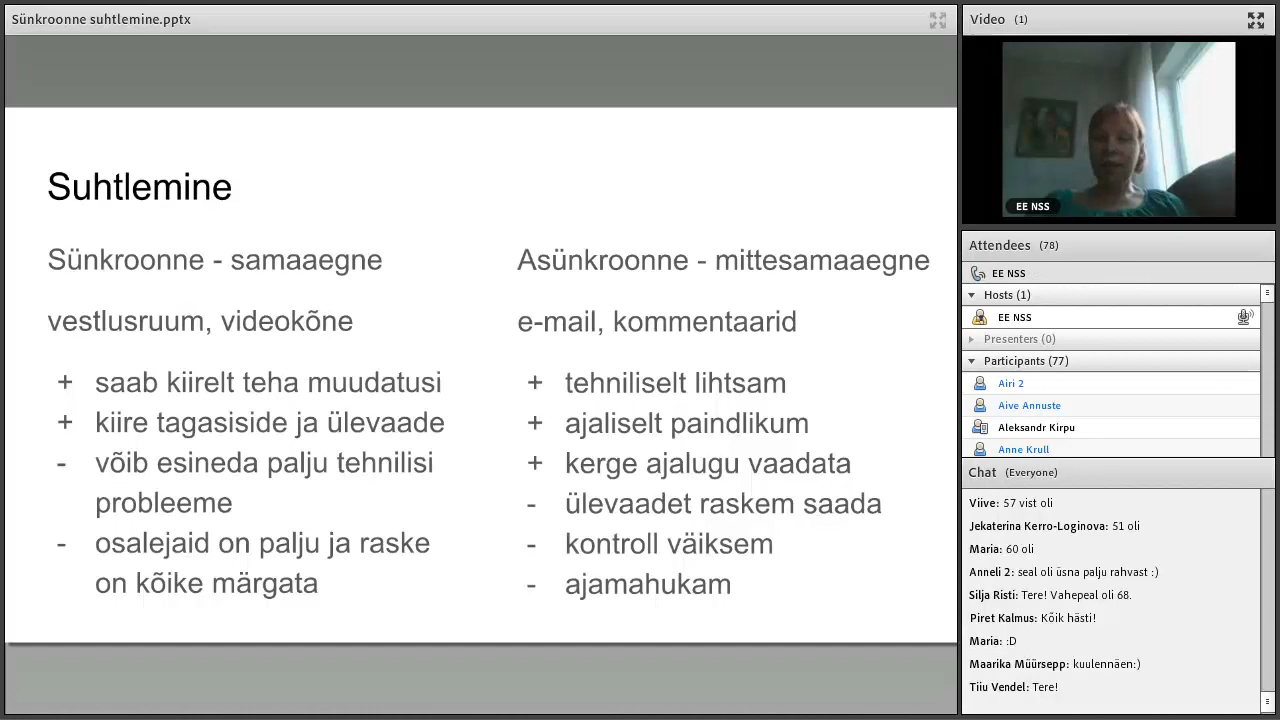 Sünkroonne suhtlemine.pptx
Suhtlemine
Sünkroonne - samaaegne
vestlusruum, videokõne
+ saab kiirelt teha muudatusi
+ kiire tagasiside ja ülevaade
- võib esineda palju tehnilisi
probleeme
- osalejaid on palju ja raske
on kõike märgata
Asünkroonne - mittesamaaegne
e-mail, kommentaarid
+ tehniliselt lihtsam
+ ajaliselt paindlikum
+ kerge ajalugu vaadata
- ülevaadet raskem saada
- kontroll väiksem
- ajamahukam
Video (1)
EE NSS
Attendees (78)
EE NSS
Hosts (1)
EE NSS
Presenters (0)
Participants (77)
Airi 2
Aive Annuste
Aleksandr Kirpu
Anne Krull
Chat (Everyone)
Viive: 57 vist oli
Jekaterina Kerro-Loginova: 51 oli
Maria: 60 oli
Anneli 2: seal oli üsna palju rahvast :)
Silja Risti: Tere! Vahepeal oli 68.
Piret Kalmus: Kõik hästi!
Maria: :D
Maarika Müürsepp: kuulennäen:)
Tiiu Vendel: Tere!